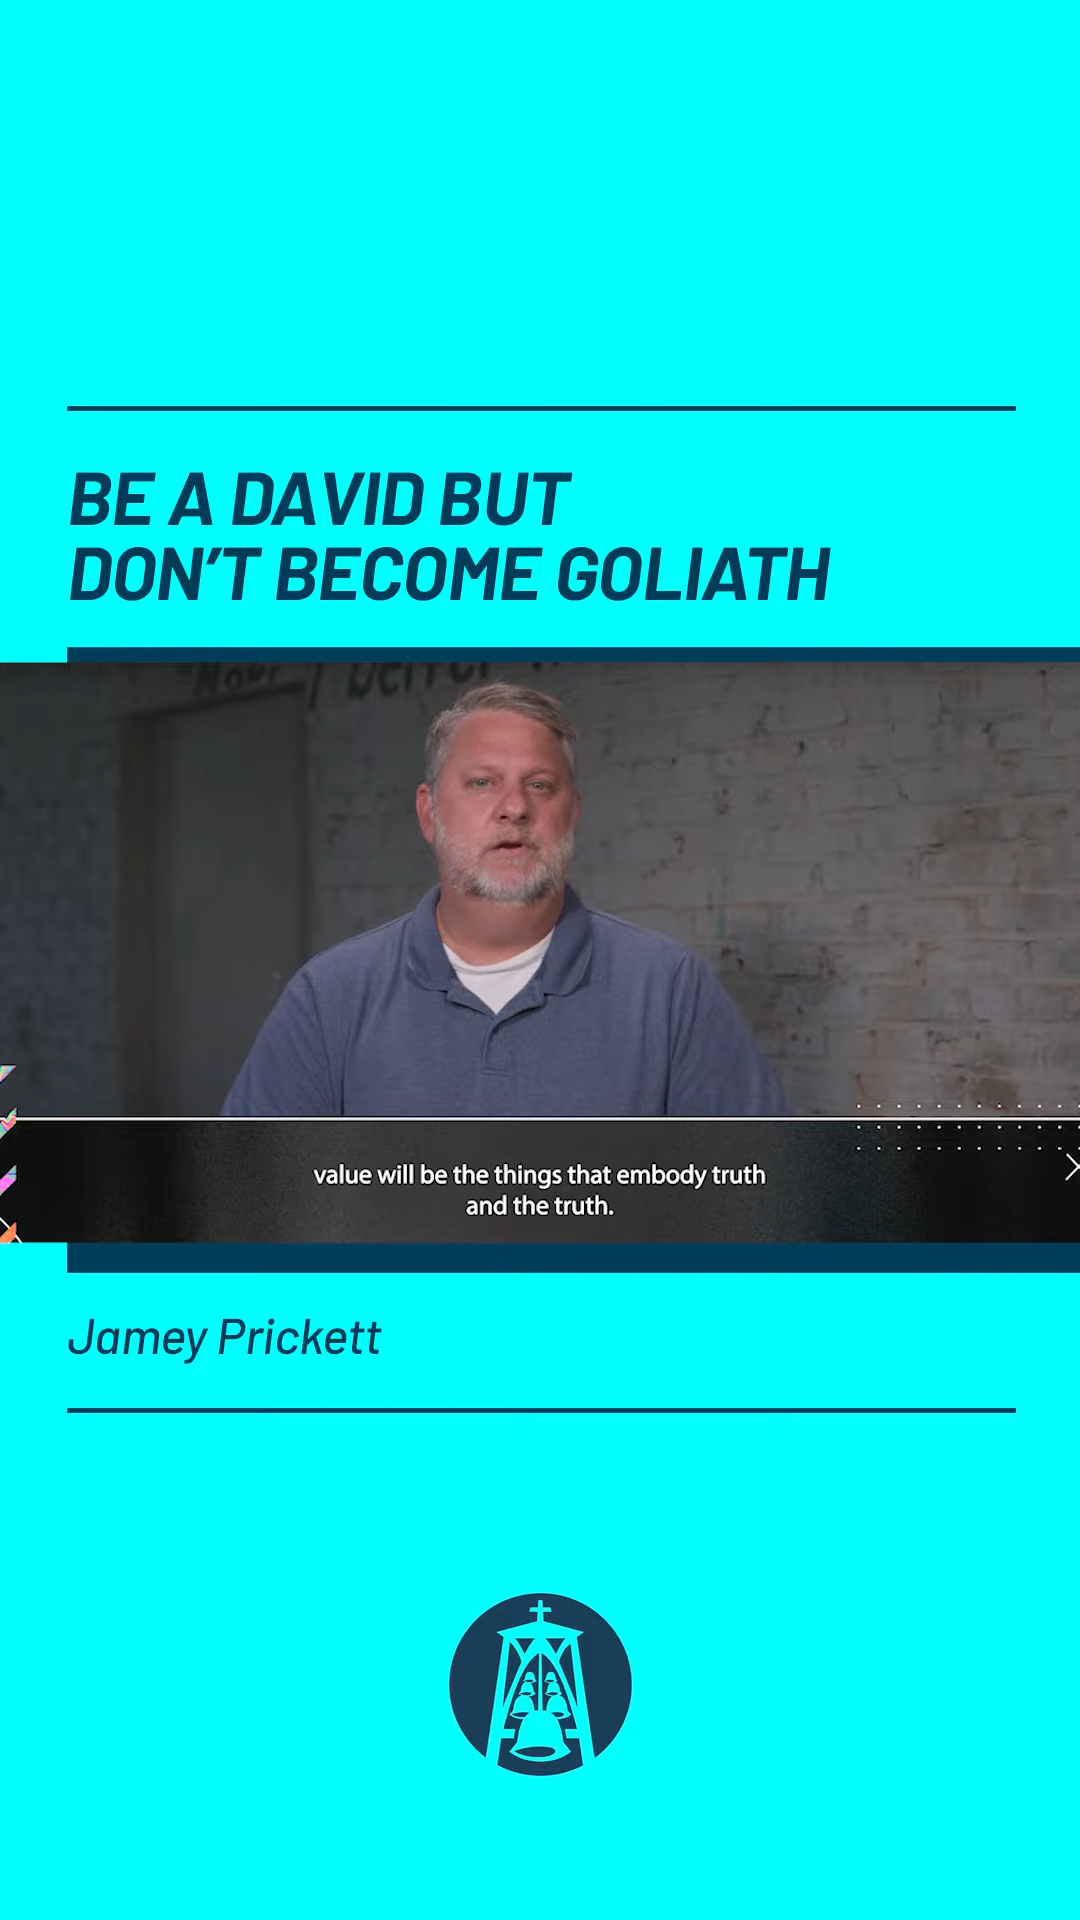 BE A DAVID BUT
DON’T BECOME GOLIATH
value will be the things that embody truth
and the truth.
Jamey Prickett